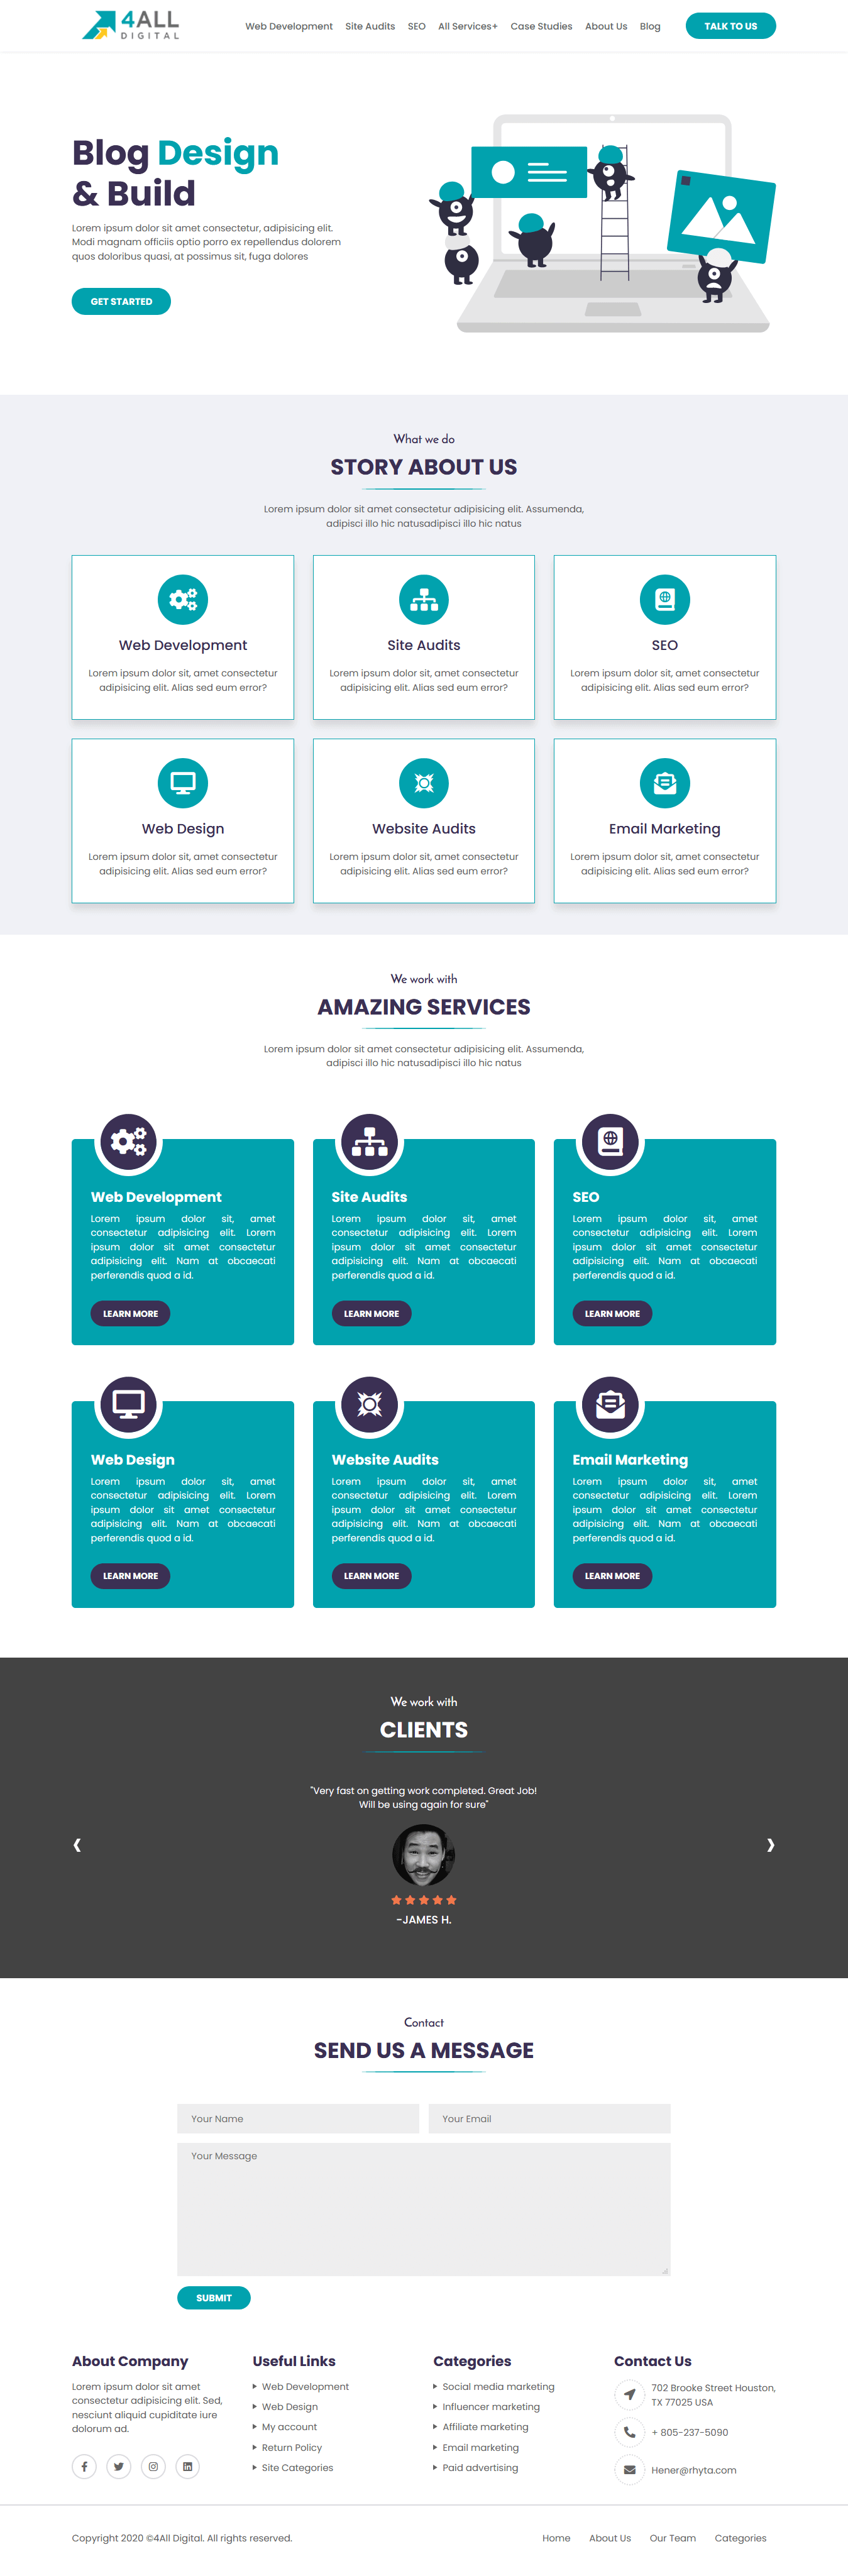 4ALL
DIGITAL
Web Development Site Audits SEO All Services+ Case Studies About Us Blog TALK TO US
Blog Design
& Build
Lorem ipsum dolor sit amet consectetur, adipisicing elit.
Modi magnam officiis optio porro ex repellendus dolorem
quos doloribus quasi, at possimus sit, fuga dolores
GET STARTED
What we do
STORY ABOUT US
Lorem ipsum dolor sit amet consectetur adipisicing elit. Assumenda,
adipisci illo hic natusadipisci illo hic natus
Web Development
Lorem ipsum dolor sit, amet consectetur
adipisicing elit. Alias sed eum error?
Site Audits
Lorem ipsum dolor sit, amet consectetur
adipisicing elit. Alias sed eum error?
SEO
Lorem ipsum dolor sit, amet consectetur
adipisicing elit. Alias sed eum error?
Web Design
Lorem ipsum dolor sit, amet consectetur
adipisicing elit. Alias sed eum error?
Website Audits
Lorem ipsum dolor sit, amet consectetur
adipisicing elit. Alias sed eum error?
Email Marketing
Lorem ipsum dolor sit, amet consectetur
adipisicing elit. Alias sed eum error?
We work with
AMAZING SERVICES
Lorem ipsum dolor sit amet consectetur adipisicing elit. Assumenda,
adipisci illo hic natusadipisci illo hic natus
Web Development
Lorem ipsum dolor sit, amet
consectetur adipisicing elit. Lorem
ipsum dolor sit amet consectetur
adipisicing elit. Nam at obcaecati
perferendis quod a id.
LEARN MORE
Site Audits
Lorem ipsum dolor sit, amet
consectetur adipisicing elit. Lorem
ipsum dolor sit amet consectetur
adipisicing elit. Nam at obcaecati
perferendis quod a id.
LEARN MORE
SEO
Lorem ipsum dolor sit, amet
consectetur adipisicing elit. Lorem
ipsum dolor sit amet consectetur
adipisicing elit. Nam at obcaecati
perferendis quod a id.
LEARN MORE
Web Design
Lorem ipsum dolor sit, amet
consectetur adipisicing elit. Lorem
ipsum dolor sit amet consectetur
adipisicing elit. Nam at obcaecati
perferendis quod a id.
LEARN MORE
Website Audits
Lorem ipsum dolor sit, amet
consectetur adipisicing elit. Lorem
ipsum dolor sit amet consectetur
adipisicing elit. Nam at obcaecati
perferendis quod a id.
LEARN MORE
Email Marketing
Lorem ipsum dolor sit, amet
consectetur adipisicing elit. Lorem
ipsum dolor sit amet consectetur
adipisicing elit. Nam at obcaecati
perferendis quod a id.
LEARN MORE
We work with
CLIENTS
"Very fast on getting work completed. Great Job!
Will be using again for sure"
-JAMES H.
Contact
SEND US A MESSAGE
Your Name
Your Email
Your Message
SUBMIT
About Company
Lorem ipsum dolor sit amet
consectetur adipisicing elit. Sed,
nesciunt aliquid cupiditate iure
dolorum ad.
Useful Links
Web Development
Web Design
My account
Return Policy
Site Categories
Categories
Social media marketing
Influencer marketing
Affiliate marketing
Email marketing
Paid advertising
Contact Us
702 Brooke Street Houston,
TX 77025 USA
+ 805-237-5090
Hener@rhyta.com
Copyright 2020 ©4All Digital. All rights reserved.
Home About Us Our Team Categories